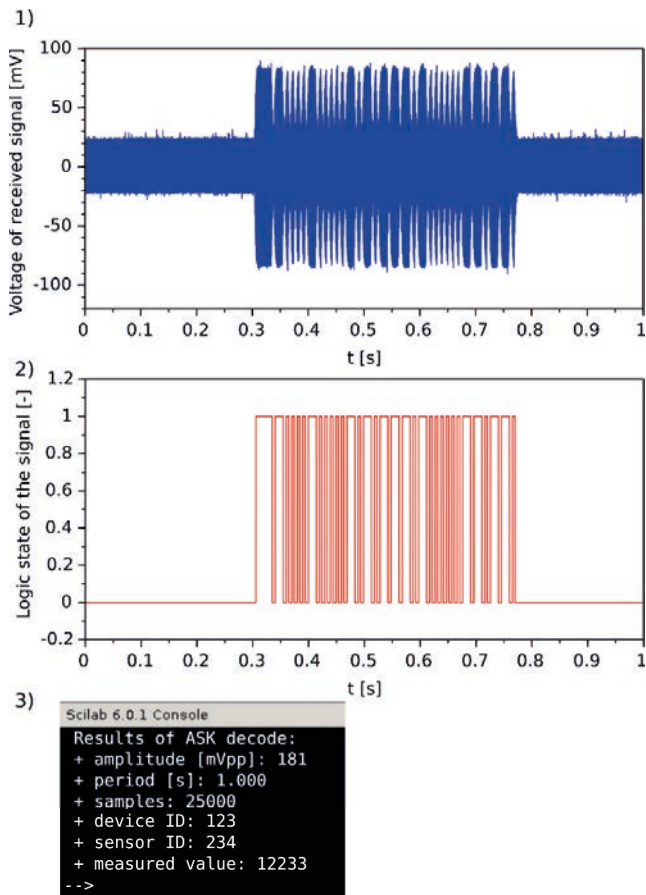 1)
Voltage of received signal [mV]
100
50
0
-50
-100
0 0.1 0.2 0.3 0.4 0.5 0.6 0.7 0.8 0.9 1
t [s]
2)
Logic state of the signal [-]
1.2
1
0.8
0.6
0.4
0.2
0
-0.2
0 0.1 0.2 0.3 0.4 0.5 0.6 0.7 0.8 0.9 1
t [s]
3)
Scilab 6.0.1 Console
Results of ASK decode:
+ amplitude [mVpp]: 181
+ period [s]: 1.000
+ samples: 25000
+ device ID: 123
+ sensor ID: 234
+ measured value: 12233
-->